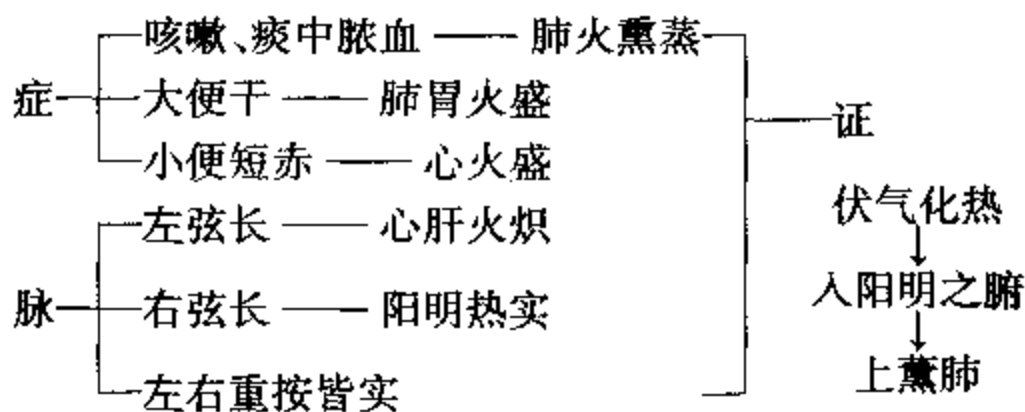 咳嗽、痰中脓血 肺火熏蒸
症 大便干 肺胃火盛 证
小便短赤 心火盛
左弦长 心肝火炽 伏气化热
脉 右弦长 阳明热实 入阳明之腑
左右重按皆实 上薰肺